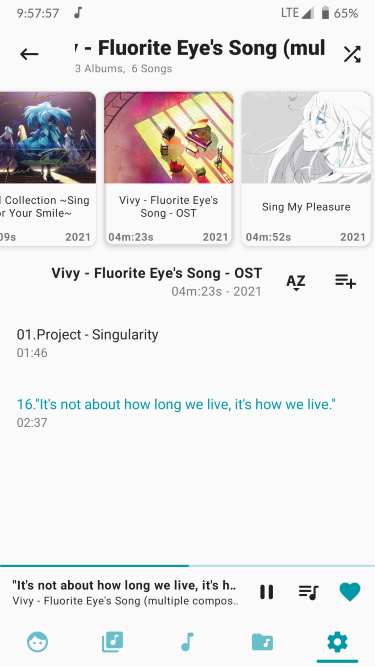 9:57:57
LTE 65%
- Fluorite Eye's Song (mul
3 Albums, 6 Songs
Collection ~Sing
or Your Smile~
09s 2021
Vivy - Fluorite Eye's
Song - OST
04m:23s 2021
Sing My Pleasure
04m:52s 2021
Vivy - Fluorite Eye's Song - OST
04m:23s - 2021
AZ
01.Project - Singularity
01:46
16."It's not about how long we live, it's how we live."
02:37
"It's not about how long we live, it's h..
Vivy - Fluorite Eye's Song (multiple compos..